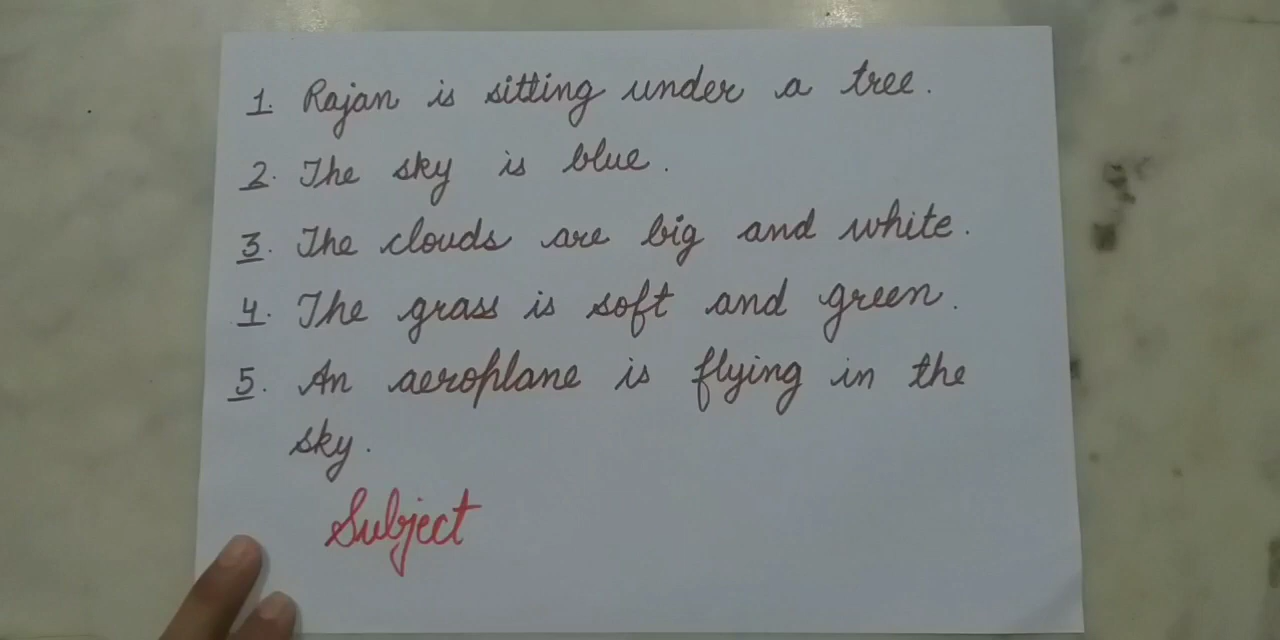 1. Rajan is sitting under a tree.
2. The sky is blue.
3. The clouds are big and white.
4. The grass is soft and green.
5. An aeroplane is flying in the
sky.
Subject